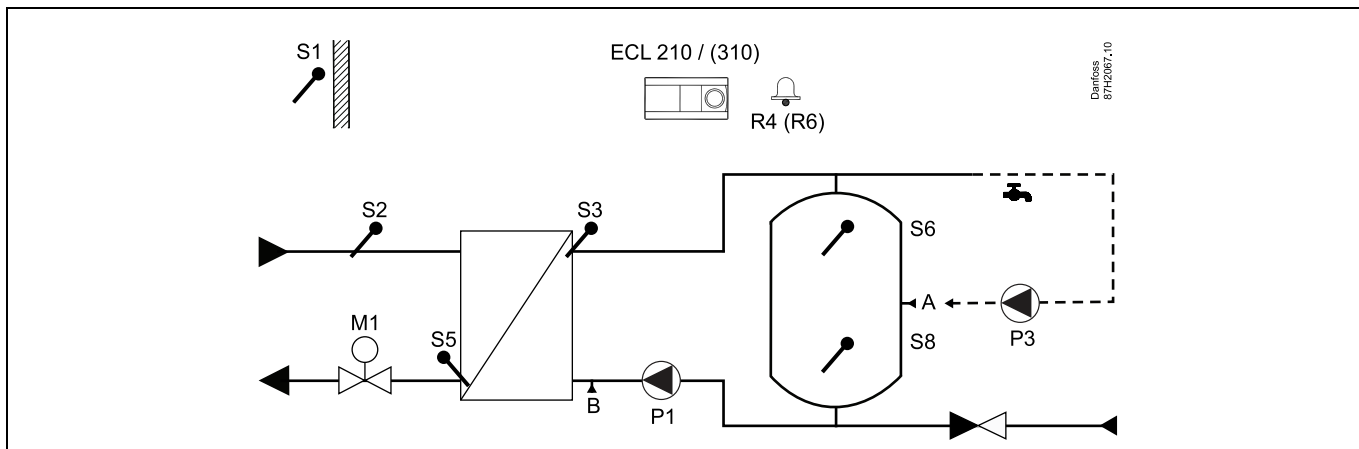 S1
ECL 210 / (310)
R4 (R6)
Danfoss
87H2067.10
S2
S3
S6
A
P3
M1
S5
S8
B
P1